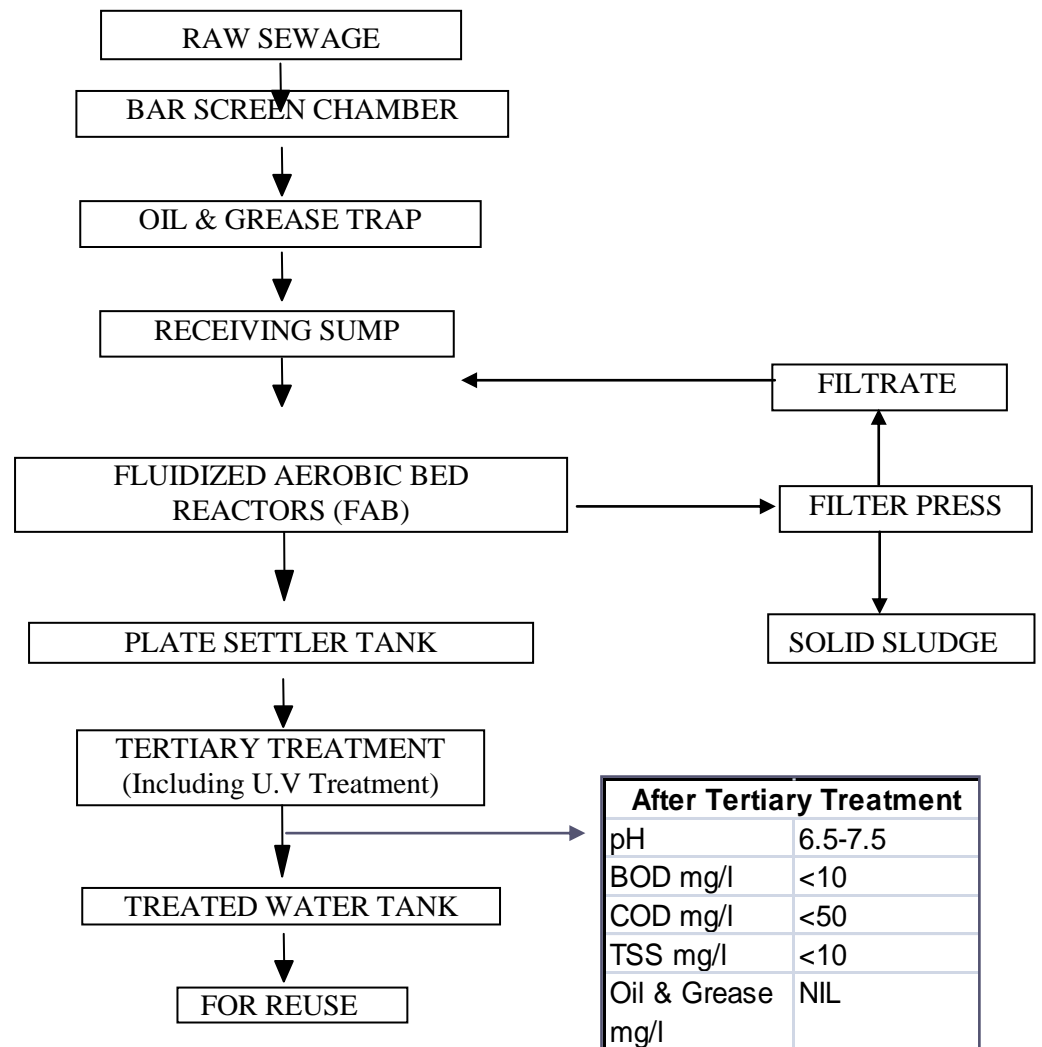 RAW SEWAGE
BAR SCREEN CHAMBER
OIL & GREASE TRAP
RECEIVING SUMP
FILTRATE
FLUIDIZED AEROBIC BED
REACTORS (FAB)
FILTER PRESS
PLATE SETTLER TANK
SOLID SLUDGE
TERTIARY TREATMENT
(Including U.V Treatment)
After Tertiary Treatment
pH 6.5-7.5
BOD mg/l <10
COD mg/l <50
TSS mg/l <10
Oil & Grease NIL
mg/l
TREATED WATER TANK
FOR REUSE